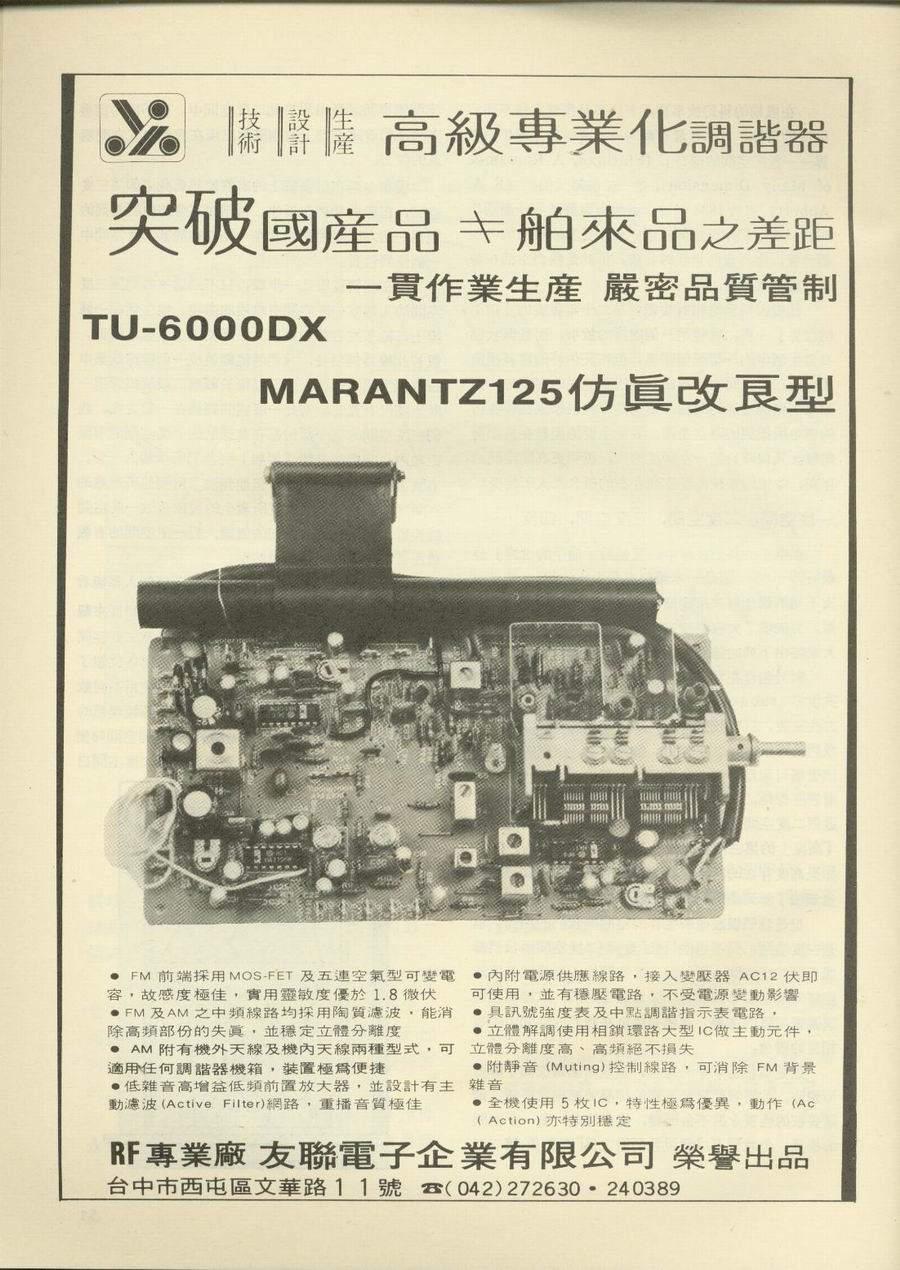 技術 設計 生産 高級專業化調諧器
突破國産品≠舶來品之差距
一貫作業生産 嚴密品質管制
TU-6000DX
MARANTZ125仿眞改良型
● FM 前端採用MOS-FET 及五連空氣型可變電
容，故感度極佳，實用靈敏度優於 1.8 微伏
● FM 及 AM 之中頻線路均採用陶質濾波，能消
除高頻部份的失眞，並穩定立體分離度
● AM 附有機外天線及機內天線兩種型式，可
適用任何調諧器機箱，裝置極爲便捷
●低雜音高增益低頻前置放大器，並設計有主
動濾波 (Active Filter)網路，重播音質極佳
●內附電源供應線路，接入變壓器 AC12 伏即
可使用，並有穩壓電路，不受電源變動影響
●具訊號強度表及中點調諧指示表電路，
●立體解調使用相鎖環路大型IC做主動元件，
立體分離度高、高頻絕不損失
●附靜音 (Muting) 控制線路，可消除 FM 背景
雜音
●全機使用 5 枚 IC，特性極爲優異，動作 (Ac
( Action) 亦特別穩定
RF專業廠 友聯電子企業有限公司 榮譽出品
台中市西屯區文華路11號 ☎(042)272630・240389